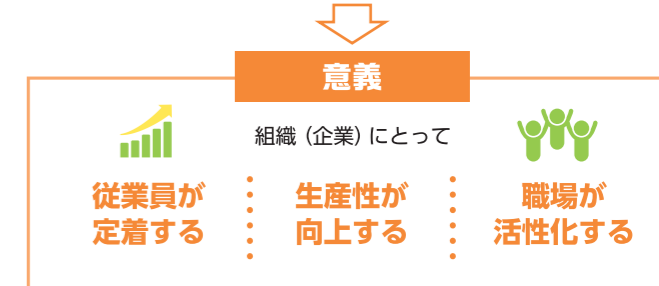 意義
組織（企業）にとって
従業員が
定着する
生産性が
向上する
職場が
活性化する